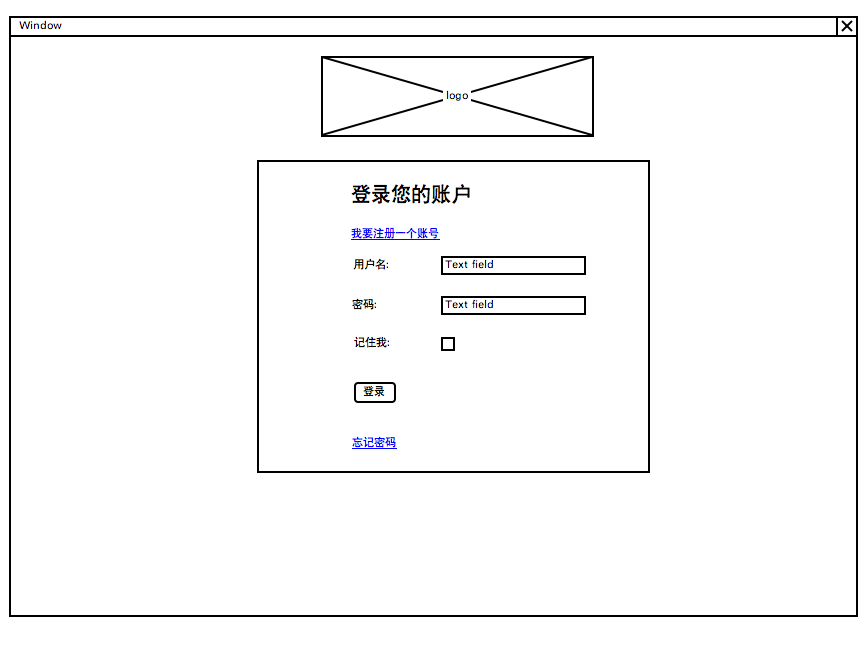 Window
logo
登录您的账户
我要注册一个账号
用户名: Text field
密码: Text field
记住我:
登录
忘记密码